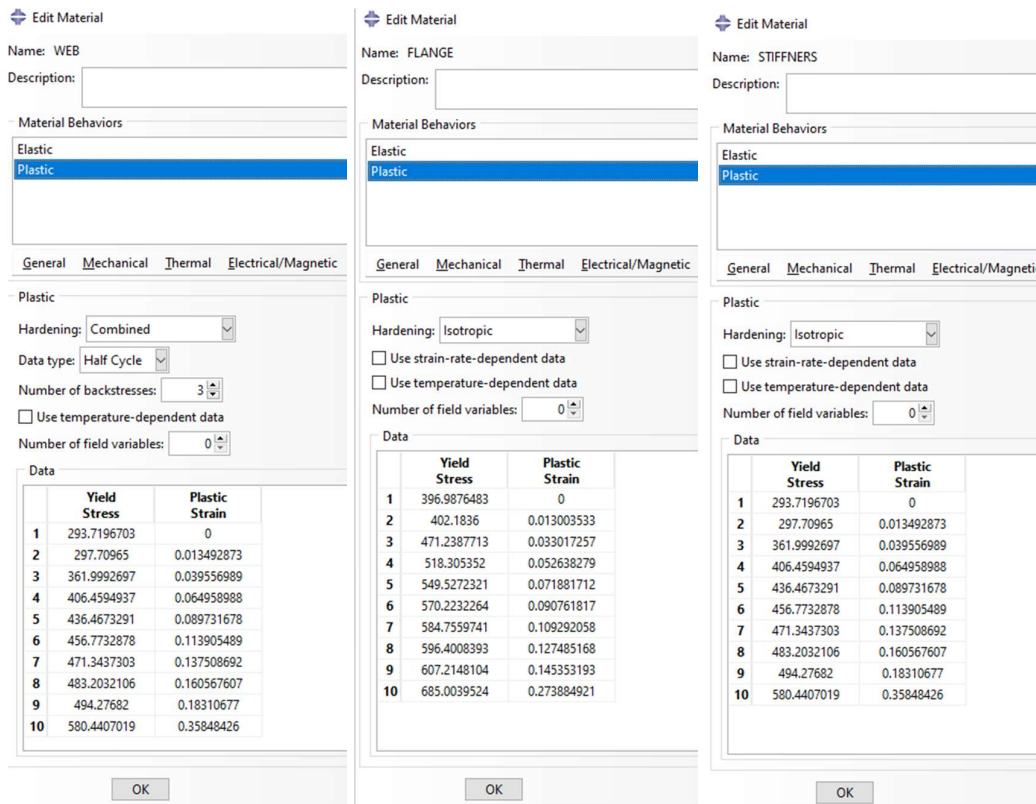 Edit Material
Name: WEB
Description:
Material Behaviors
Elastic
Plastic
General Mechanical Thermal Electrical/Magnetic
Plastic
Hardening: Combined
Data type: Half Cycle
Number of backstresses: 3
Use temperature-dependent data
Number of field variables: 0
Data
Yield Stress Plastic Strain
1 293.7196703 0
2 297.70965 0.013492873
3 361.9992697 0.039556989
4 406.4594937 0.064958988
5 436.4673291 0.089731678
6 456.7732878 0.113905489
7 471.3437303 0.137508692
8 483.2032106 0.160567607
9 494.27682 0.18310677
10 580.4407019 0.35848426
OK
Edit Material
Name: FLANGE
Description:
Material Behaviors
Elastic
Plastic
General Mechanical Thermal Electrical/Magnetic
Plastic
Hardening: Isotropic
Use strain-rate-dependent data
Use temperature-dependent data
Number of field variables: 0
Data
Yield Stress Plastic Strain
1 396.9876483 0
2 402.1836 0.013003533
3 471.2387713 0.033017257
4 518.305352 0.052638279
5 549.5272321 0.071881712
6 570.2232264 0.090761817
7 584.7559741 0.109292058
8 596.4008393 0.127485168
9 607.2148104 0.145353193
10 685.0039524 0.273884921
OK
Edit Material
Name: STIFFNERS
Description:
Material Behaviors
Elastic
Plastic
General Mechanical Thermal Electrical/Magneti
Plastic
Hardening: Isotropic
Use strain-rate-dependent data
Use temperature-dependent data
Number of field variables: 0
Data
Yield Stress Plastic Strain
1 293.7196703 0
2 297.70965 0.013492873
3 361.9992697 0.039556989
4 406.4594937 0.064958988
5 436.4673291 0.089731678
6 456.7732878 0.113905489
7 471.3437303 0.137508692
8 483.2032106 0.160567607
9 494.27682 0.18310677
10 580.4407019 0.35848426
OK